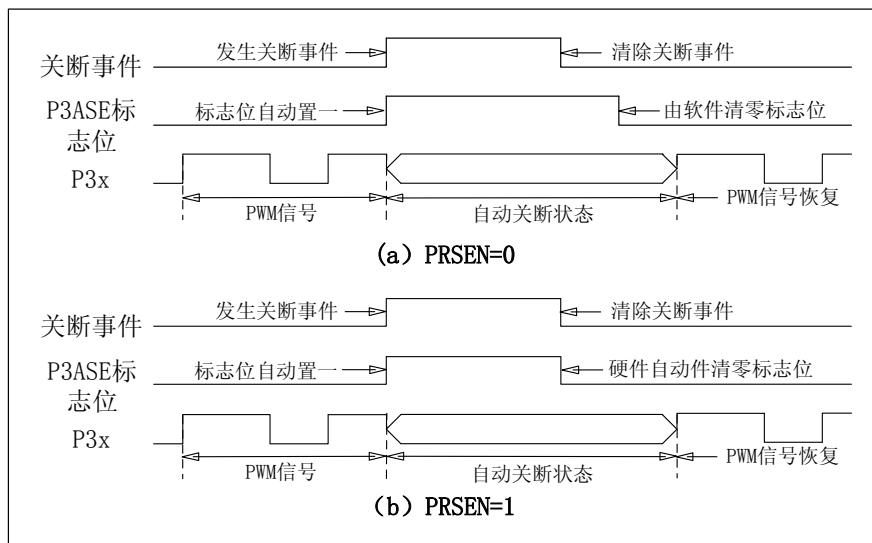 关断事件
发生关断事件
清除关断事件
P3ASE标
志位
标志位自动置一
由软件清零标志位
P3x
PWM信号
自动关断状态
PWM信号恢复
(a) PRSEN=0
关断事件
发生关断事件
清除关断事件
P3ASE标
志位
标志位自动置一
硬件自动件清零标志位
P3x
PWM信号
自动关断状态
PWM信号恢复
(b) PRSEN=1